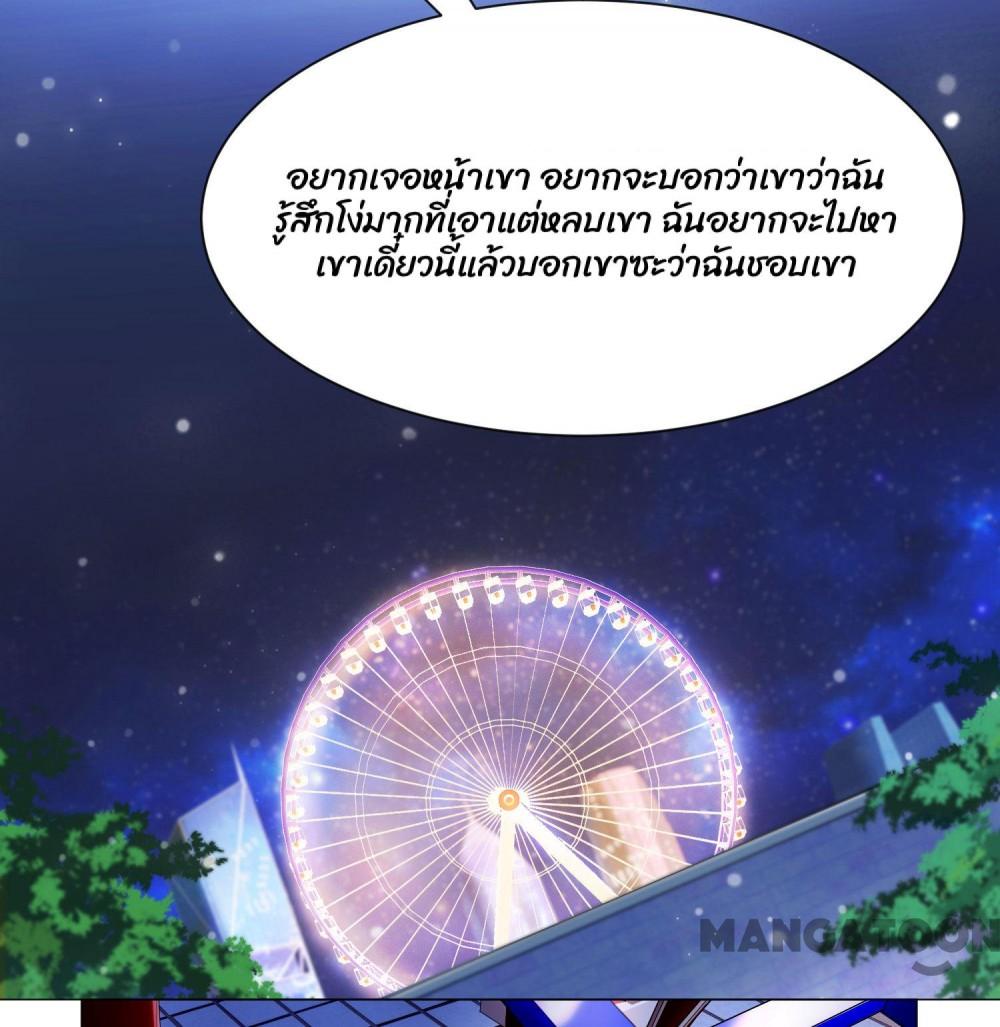 อยากเจอหน้าเขา อยากจะบอกว่าเขาว่าฉัน
รู้สึกโง่มากที่เอาแต่หลบเขา ฉันอยากจะไปหา
เขาเดี๋ยวนี้แล้วบอกเขาซะว่าฉันชอบเขา
MANGATOON